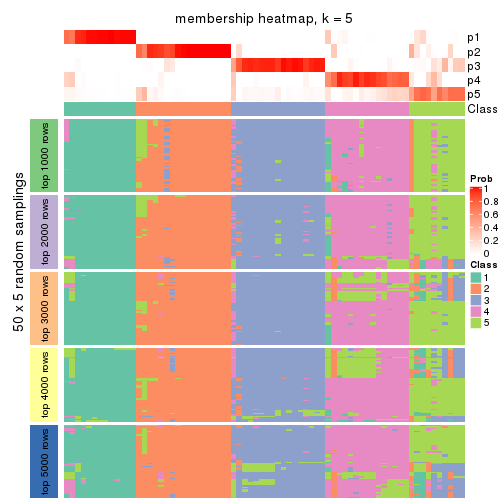 membership heatmap, k = 5
p1
p2
p3
p4
p5
Class
50 x 5 random samplings
top 1000 rows
top 2000 rows
top 3000 rows
top 4000 rows
top 5000 rows
Prob
1
0.8
0.6
0.4
0.2
0
Class
1
2
3
4
5